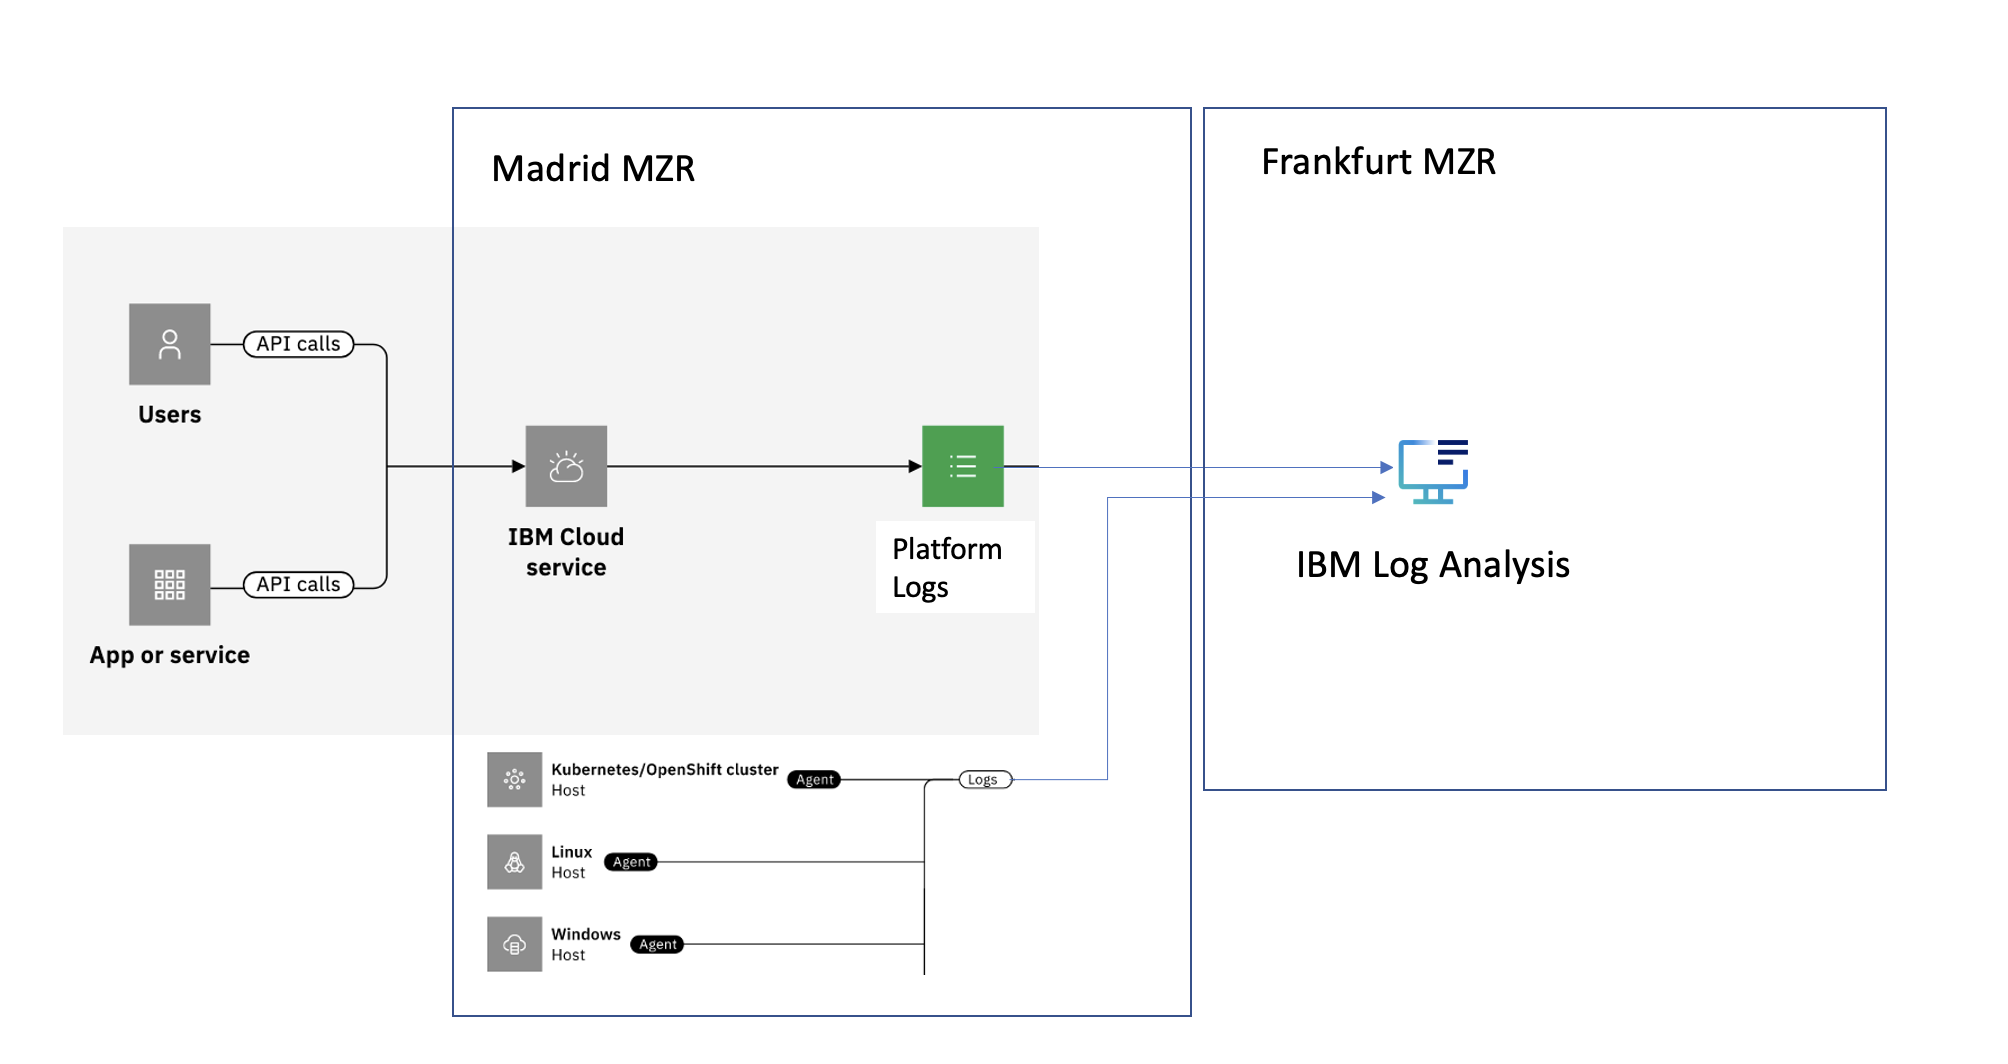 Madrid MZR
Frankfurt MZR
API calls
Users
API calls
App or service
IBM Cloud
service
Platform
Logs
IBM Log Analysis
Kubernetes/OpenShift cluster
Host
Agent
Logs
Linux
Host
Agent
Windows
Host
Agent